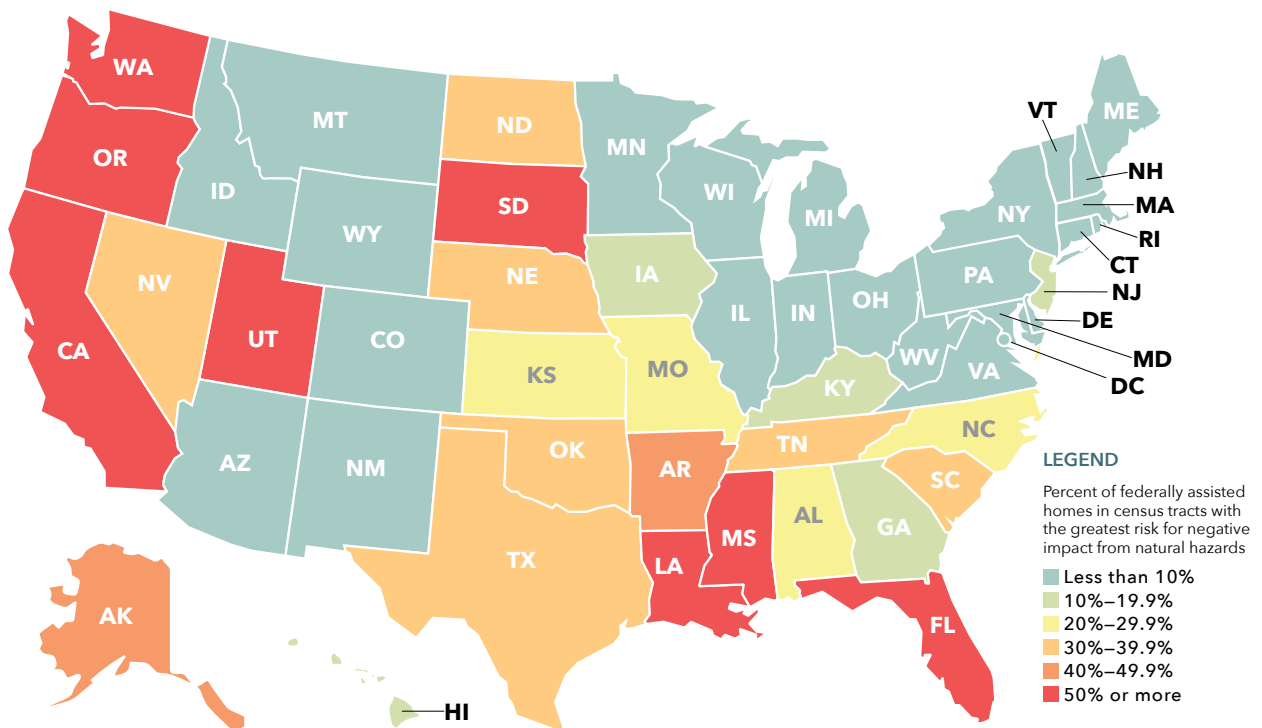 WA
MT
ND
MN
VT
ME
OR
ID
SD
WI
MI
NY
NH
MA
RI
CT
WY
NV
NE
IA
PA
NJ
DE
MD
DC
CA
UT
CO
KS
MO
IL
IN
OH
WV
VA
KY
AZ
NM
OK
AR
TN
NC
SC
TX
LA
MS
AL
GA
FL
AK
HI
LEGEND
Percent of federally assisted
homes in census tracts with
the greatest risk for negative
impact from natural hazards
Less than 10%
10%–19.9%
20%–29.9%
30%–39.9%
40%–49.9%
50% or more